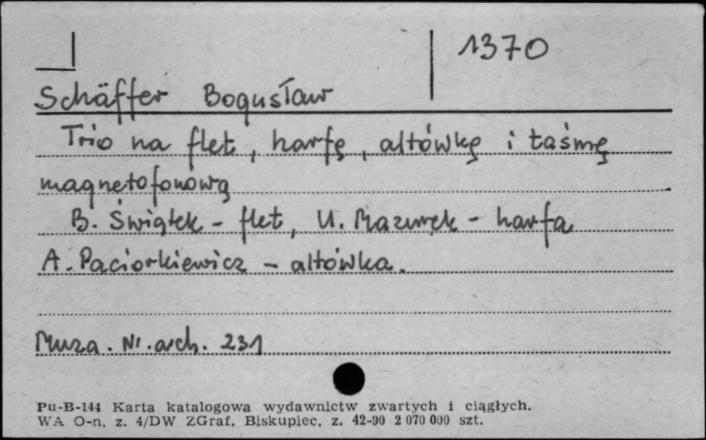 1370
Schäffer Bogusław
Trio na flet, harfę, altówkę i taśmę
magnetofonową
B. Świątek - flet, U. Mazurek - harfa
A. Paciorkiewicz - altówka.
Muza. Nr. arch. 231
Pu-B-144 Karta katalogowa wydawnictw zwartych i ciągłych.
WA O-n, z. 4/DW ZGraf. Biskupiec, z. 42-90 2 070 000 szt.